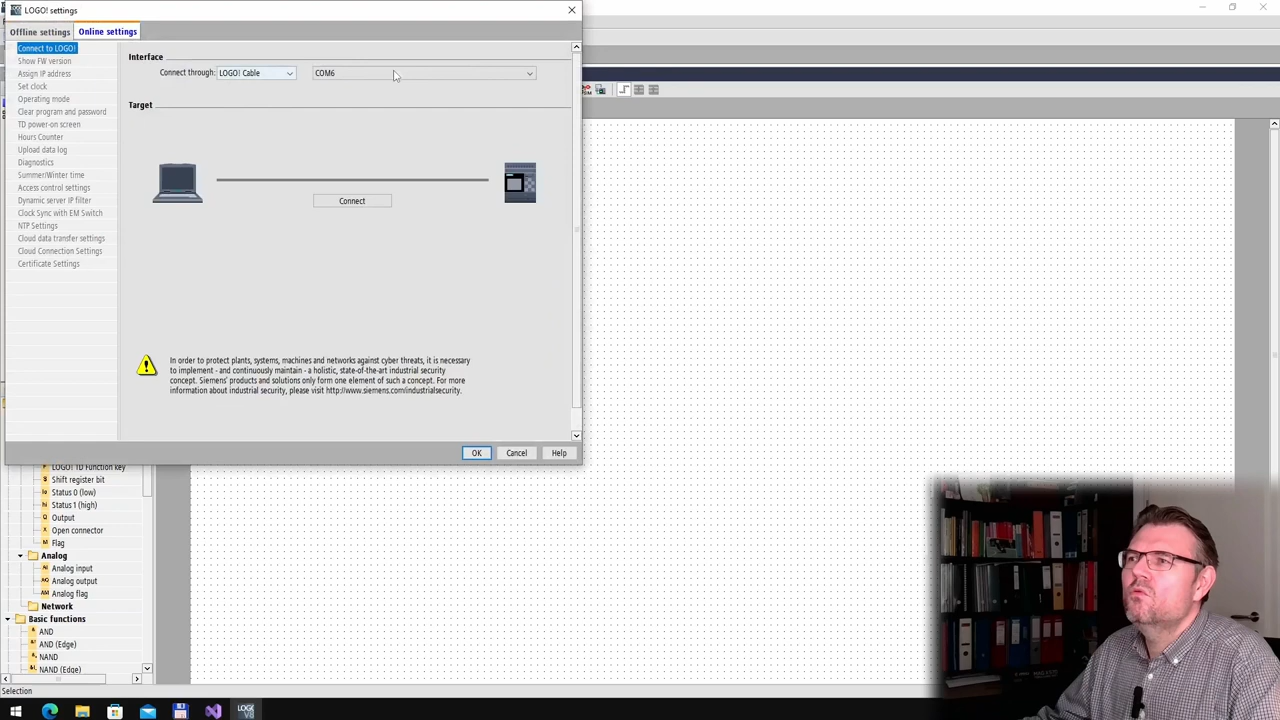 LOGO! settings
Offline settings
Online settings
Connect to LOGO!
Show FW version
Assign IP address
Set clock
Operating mode
Clear program and password
TD power-on screen
Hours Counter
Upload data log
Diagnostics
Summer/Winter time
Access control settings
Dynamic server IP filter
Clock Sync with EM Switch
NTP Settings
Cloud data transfer settings
Cloud Connection Settings
Certificate Settings
Interface
Connect through: LOGO! Cable COM6
Target
Connect
In order to protect plants, systems, machines and networks against cyber threats, it is necessary
to implement - and continuously maintain - a holistic, state-of-the-art industrial security
concept. Siemens' products and solutions only form one element of such a concept. For more
information about industrial security, please visit http://www.siemens.com/industrialsecurity.
OK Cancel Help
LOGO! TD Function key
Shift register bit
Status 0 (low)
Status 1 (high)
Output
Open connector
Flag
Analog
Analog input
Analog output
Analog flag
Network
Basic functions
AND
AND (Edge)
NAND
NAND (Edge)
Selection